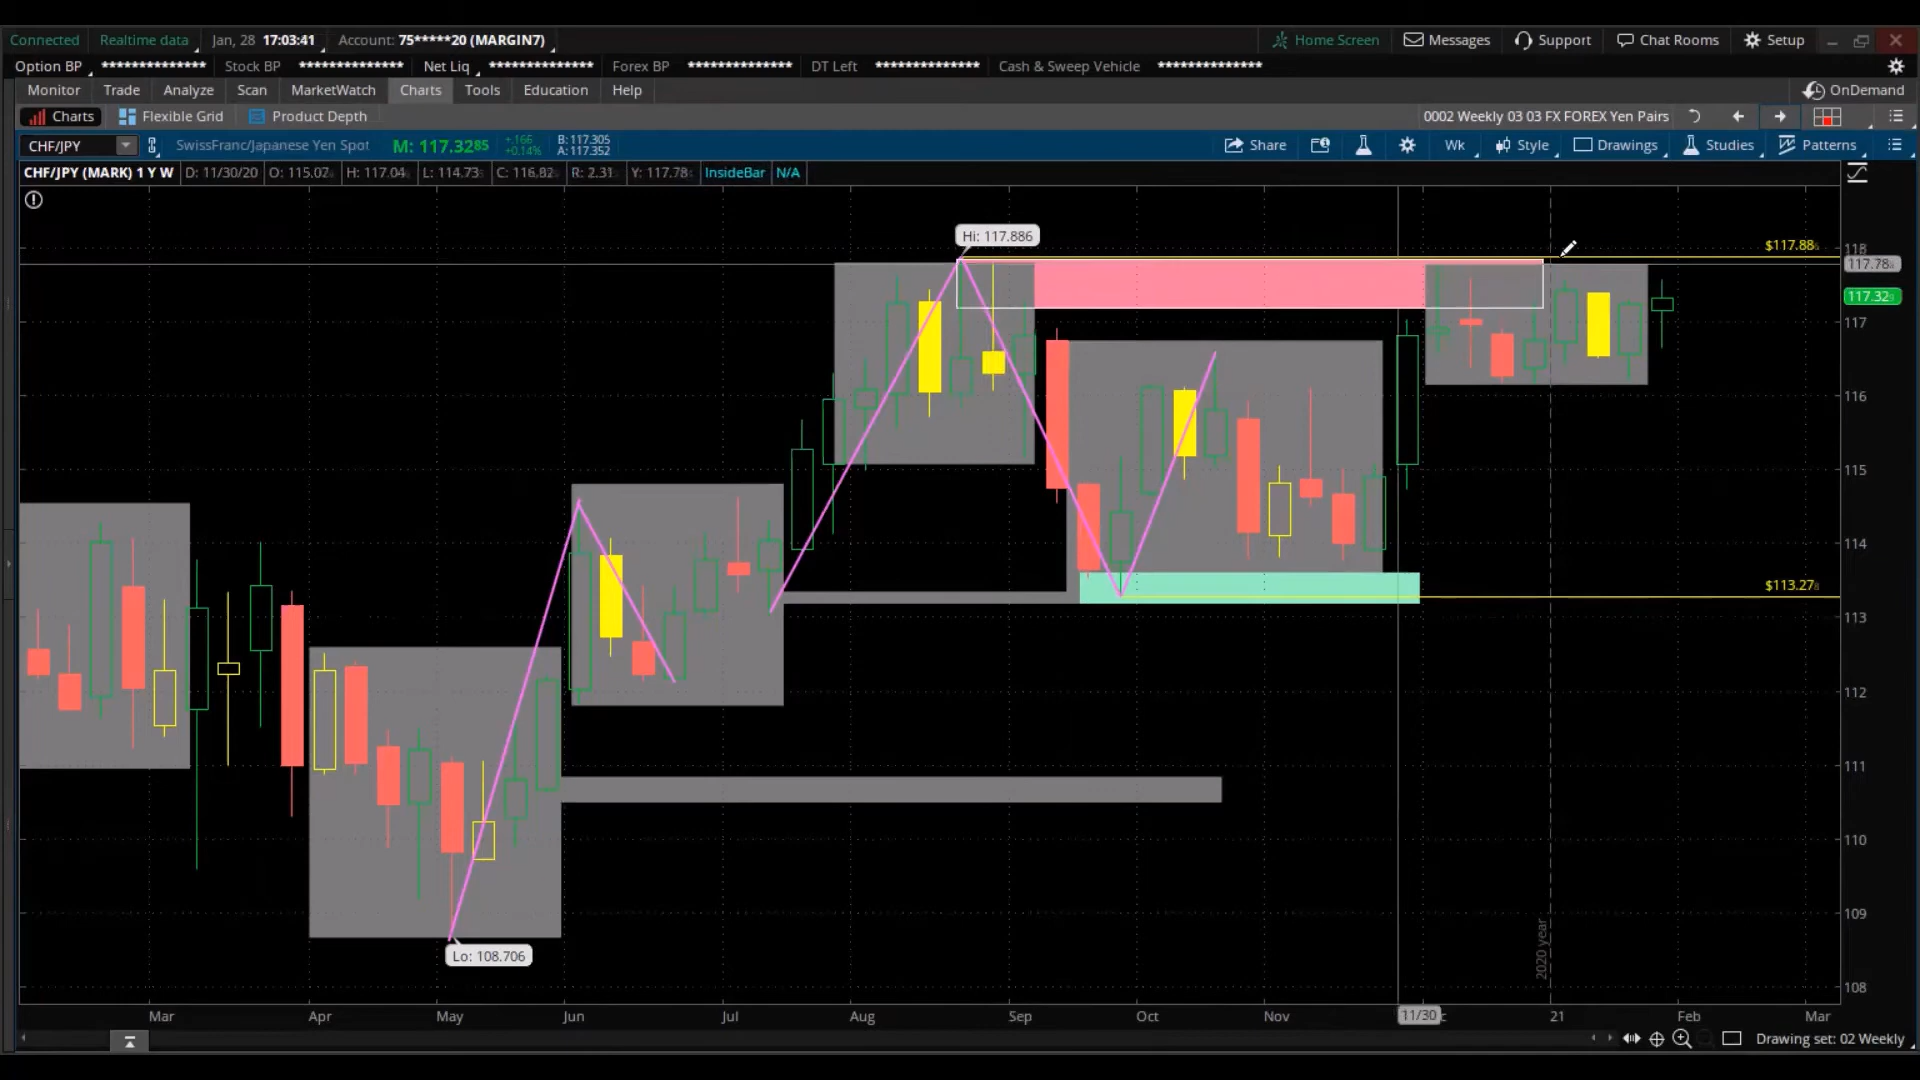 Connected Realtime data Jan, 28 17:03:41 Account: 75*****20 (MARGIN7) Home Screen Messages Support Chat Rooms Setup
Option BP ************** Stock BP ************** Net Liq ************** Forex BP ************** DT Left ************** Cash & Sweep Vehicle **************
Monitor Trade Analyze Scan MarketWatch Charts Tools Education Help OnDemand
Charts Flexible Grid Product Depth 0002 Weekly 03 03 FX FOREX Yen Pairs
CHF/JPY SwissFranc/Japanese Yen Spot M: 117.3285 +.166 +0.14% B: 117.305 A: 117.352 Share Wk Style Drawings Studies Patterns
CHF/JPY (MARK) 1 Y W D: 11/30/20 O: 115.07 H: 117.04 L: 114.73 C: 116.82 R: 2.31 Y: 117.78 InsideBar N/A
Hi: 117.886
$117.88
118
117.78
117.32
117
116
115
114
$113.27
113
112
111
110
109
Lo: 108.706
2020 year
108
Mar Apr May Jun Jul Aug Sep Oct Nov 11/30 c 21 Feb Mar
Drawing set: 02 Weekly